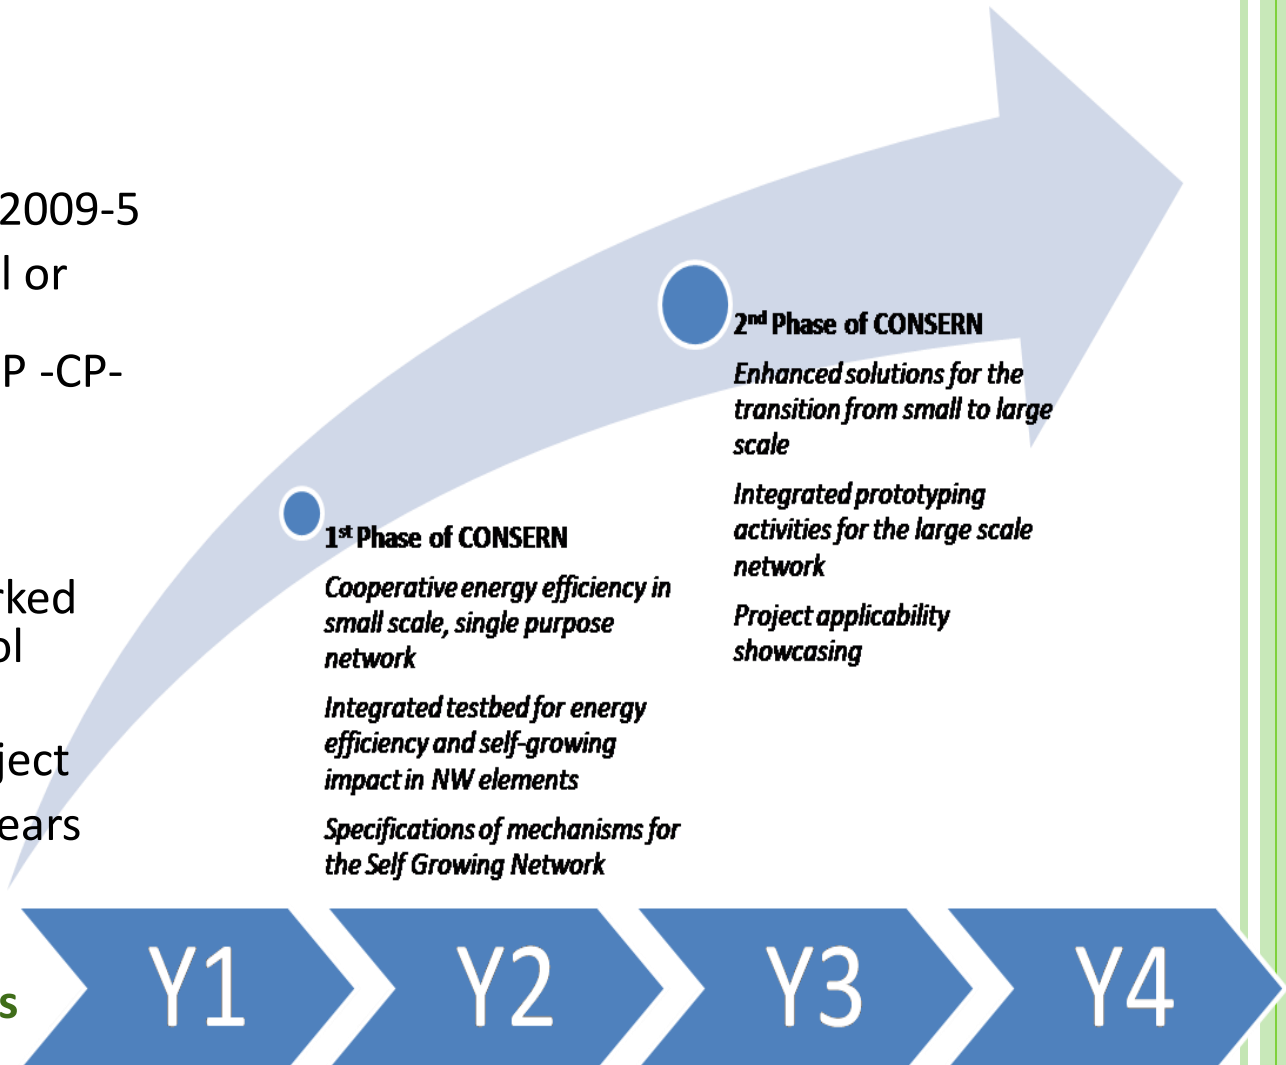 2009-5
l or
P -CP-
rked
ol
ject
ears
s
2nd Phase of CONSERN
Enhanced solutions for the
transition from small to large
scale
Integrated prototyping
activities for the large scale
network
Project applicability
showcasing
1st Phase of CONSERN
Cooperative energy efficiency in
small scale, single purpose
network
Integrated testbed for energy
efficiency and self-growing
impact in NW elements
Specifications of mechanisms for
the Self Growing Network
Y1 Y2 Y3 Y4